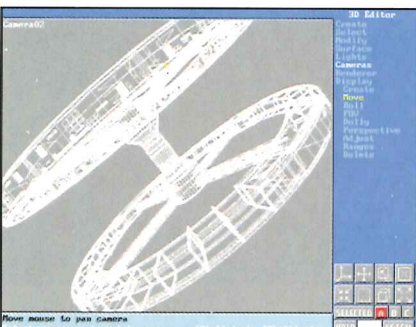 3D Editor
Camera02
Create
Select
Modify
Surface
Lights
Cameras
Renderer
Display
Create
Move
Roll
FOV
Dolly
Perspective
Adjust
Ranges
Delete
Move mouse to pan camera
A